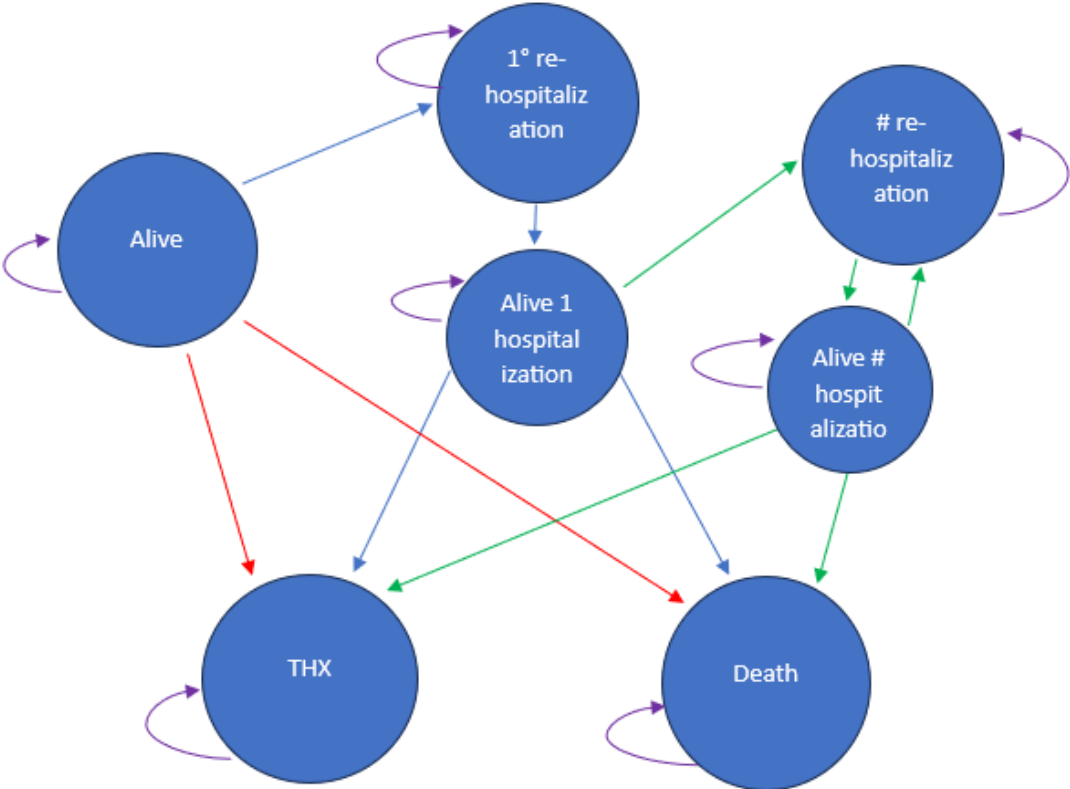 1° re-
hospitaliz
ation
# re-
hospitaliz
ation
Alive
Alive 1
hospital
ization
Alive #
hospit
alizatio
THX
Death